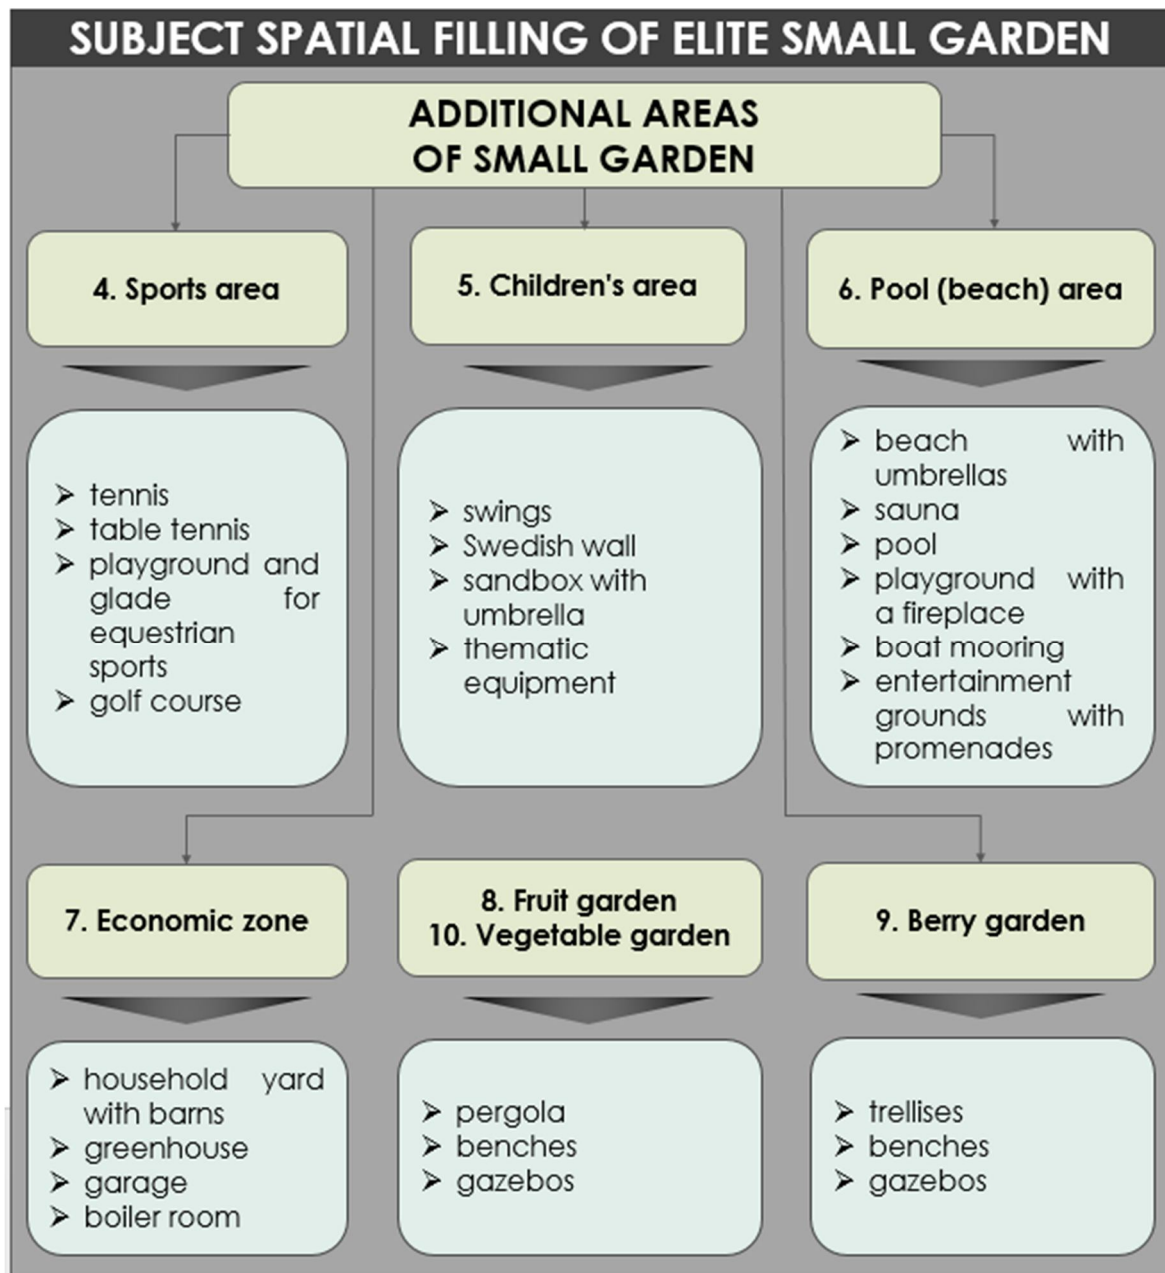 SUBJECT SPATIAL FILLING OF ELITE SMALL GARDEN
ADDITIONAL AREAS
OF SMALL GARDEN
4. Sports area
5. Children's area
6. Pool (beach) area
➢ tennis
➢ table tennis
➢ playground and
glade for
equestrian
sports
➢ golf course
➢ swings
➢ Swedish wall
➢ sandbox with
umbrella
➢ thematic
equipment
➢ beach with
umbrellas
➢ sauna
➢ pool
➢ playground with
a fireplace
➢ boat mooring
➢ entertainment
grounds with
promenades
7. Economic zone
8. Fruit garden
10. Vegetable garden
9. Berry garden
➢ household yard
with barns
➢ greenhouse
➢ garage
➢ boiler room
➢ pergola
➢ benches
➢ gazebos
➢ trellises
➢ benches
➢ gazebos